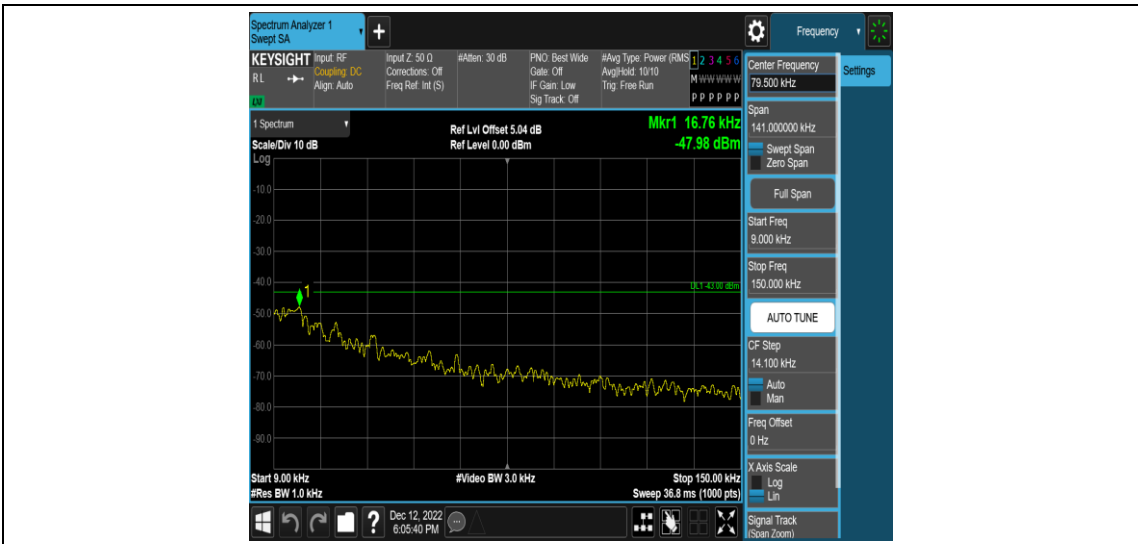 Spectrum Analyzer 1
Swept SA
+
Frequency
KEYSIGHT
RL
LXI
Input: RF
Coupling: DC
Align: Auto
Input Z: 50 Ω
Corrections: Off
Freq Ref: Int (S)
#Atten: 30 dB
PNO: Best Wide
Gate: Off
IF Gain: Low
Sig Track: Off
#Avg Type: Power (RMS
Avg|Hold: 10/10
Trig: Free Run
1 2 3 4 5 6
M W W W W W
P P P P P P
1 Spectrum
Scale/Div 10 dB
Log
Ref Lvl Offset 5.04 dB
Ref Level 0.00 dBm
Mkr1 16.76 kHz
-47.98 dBm
-10.0
-20.0
-30.0
-40.0
DL1 -43.00 dBm
1
-50.0
-60.0
-70.0
-80.0
-90.0
Start 9.00 kHz
#Res BW 1.0 kHz
#Video BW 3.0 kHz
Stop 150.00 kHz
Sweep 36.8 ms (1000 pts)
?
Dec 12, 2022
6:05:40 PM
Center Frequency
79.500 kHz
Settings
Span
141.000000 kHz
Swept Span
Zero Span
Full Span
Start Freq
9.000 kHz
Stop Freq
150.000 kHz
AUTO TUNE
CF Step
14.100 kHz
Auto
Man
Freq Offset
0 Hz
X Axis Scale
Log
Lin
Signal Track
(Span Zoom)